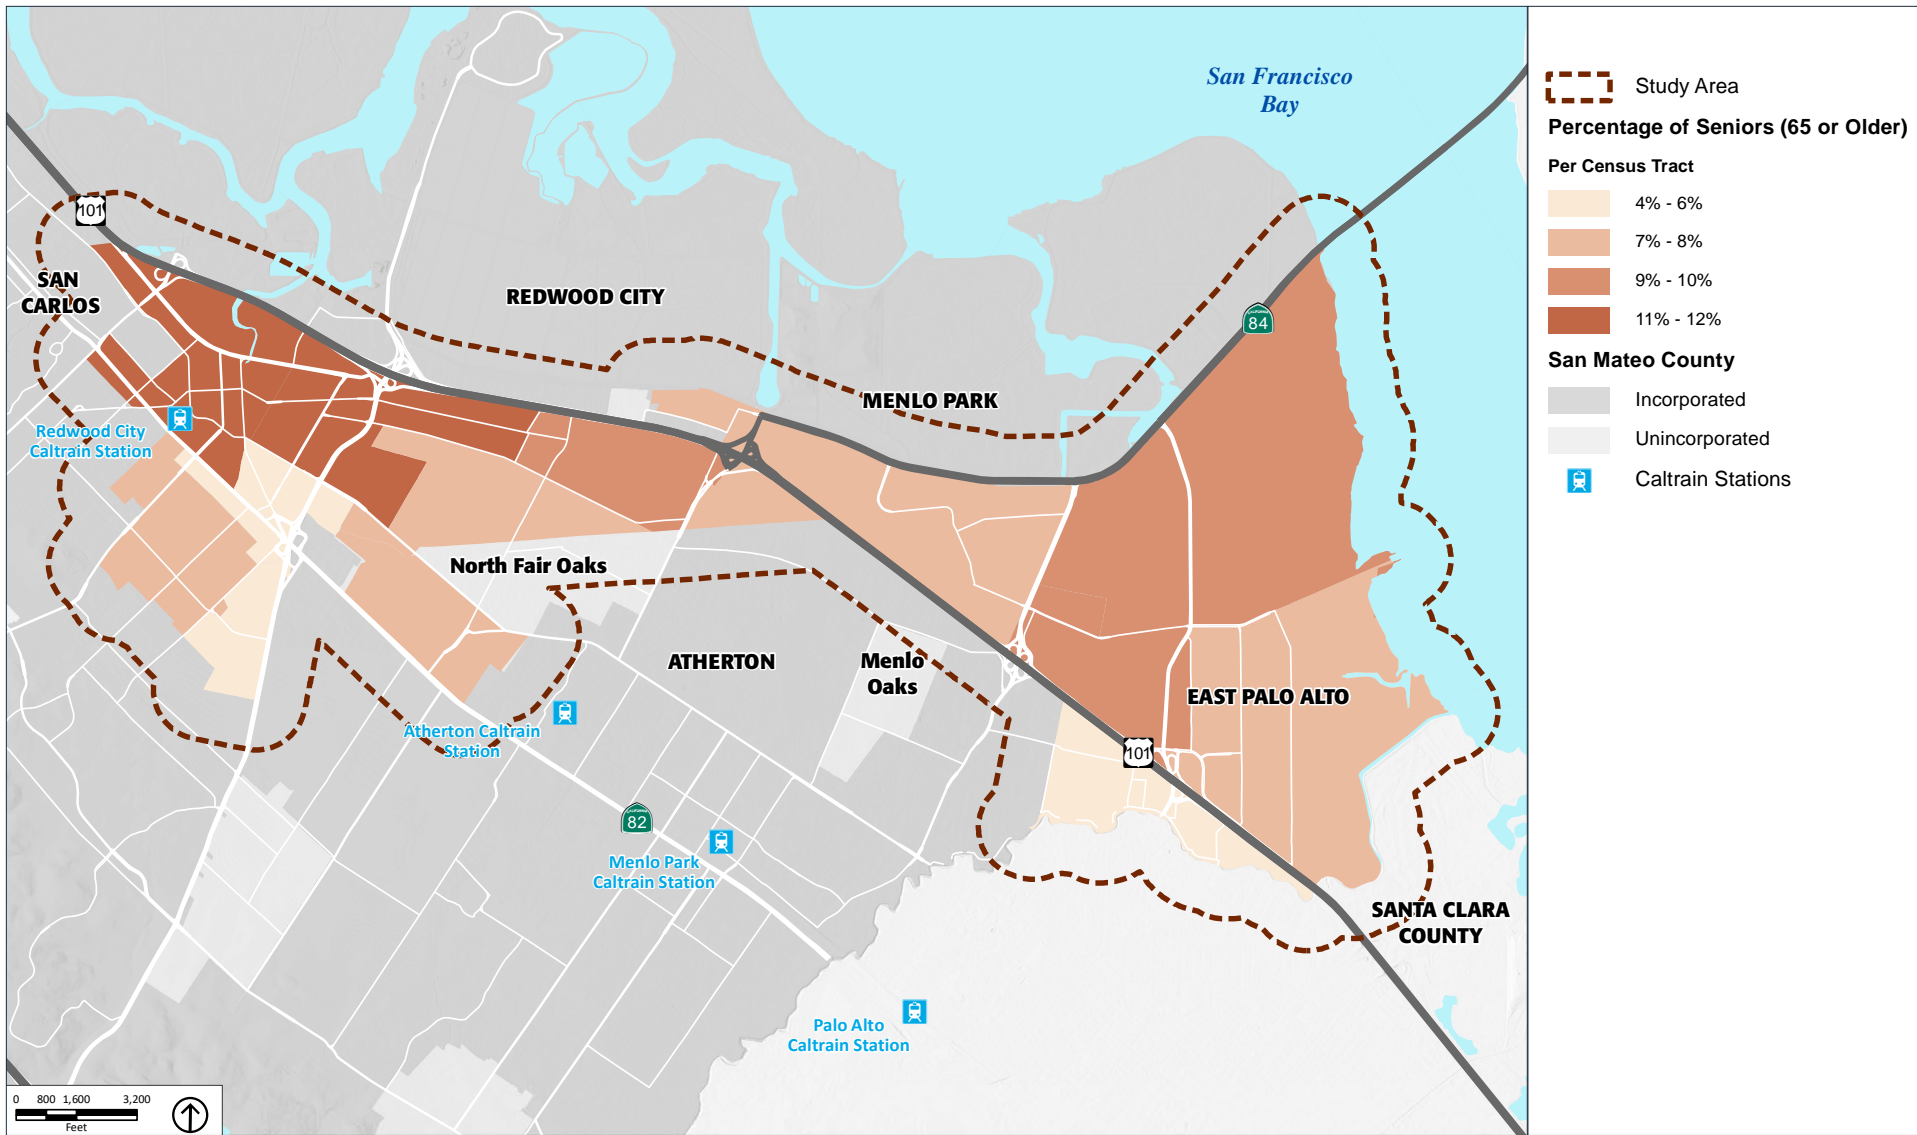 San Francisco
Bay
101
SAN
CARLOS
REDWOOD CITY
CALIFORNIA
84
MENLO PARK
Redwood City
Caltrain Station
North Fair Oaks
ATHERTON
Menlo
Oaks
EAST PALO ALTO
Atherton Caltrain
Station
101
CALIFORNIA
82
Menlo Park
Caltrain Station
SANTA CLARA
COUNTY
Palo Alto
Caltrain Station
0 800 1,600 3,200
Feet
Study Area
Percentage of Seniors (65 or Older)
Per Census Tract
4% - 6%
7% - 8%
9% - 10%
11% - 12%
San Mateo County
Incorporated
Unincorporated
Caltrain Stations